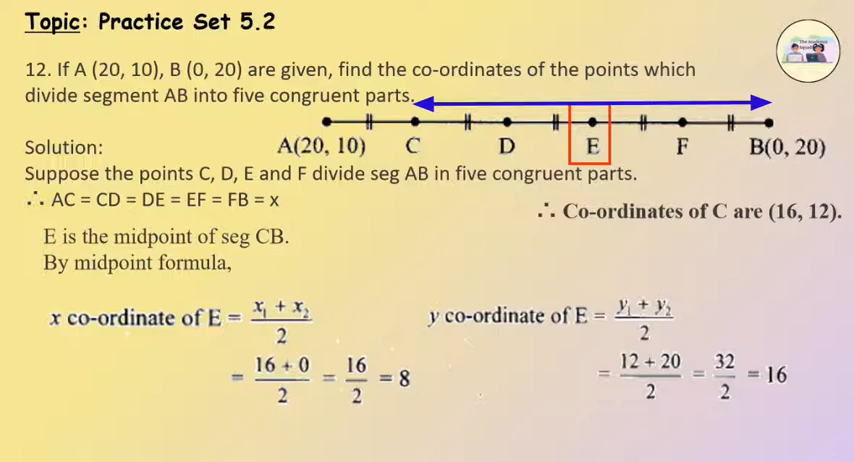 Topic: Practice Set 5.2
12. If A (20, 10), B (0, 20) are given, find the co-ordinates of the points which
divide segment AB into five congruent parts.
A(20, 10) C D E F B(0, 20)
Solution:
Suppose the points C, D, E and F divide seg AB in five congruent parts.
∴ AC = CD = DE = EF = FB = x
∴ Co-ordinates of C are (16, 12).
E is the midpoint of seg CB.
By midpoint formula,
x co-ordinate of E = (x₁ + x₂)/2
= (16 + 0)/2 = 16/2 = 8
y co-ordinate of E = (y₁ + y₂)/2
= (12 + 20)/2 = 32/2 = 16